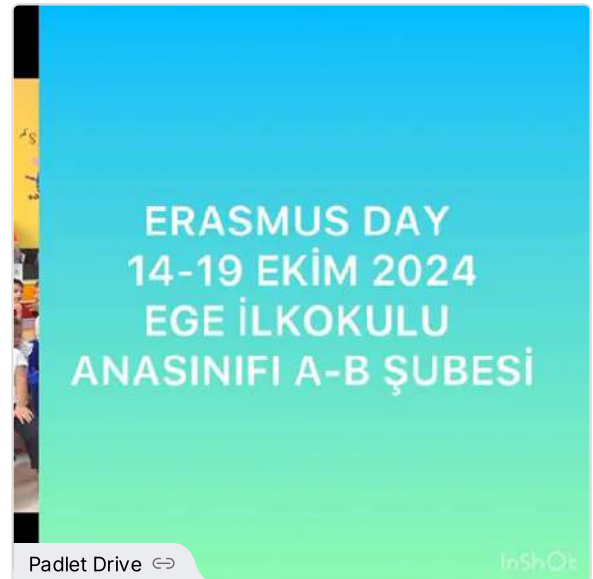 ERASMUS DAY
14-19 EKİM 2024
EGE İLKOKULU
ANASINIFI A-B ŞUBESİ
InShOt
Padlet Drive